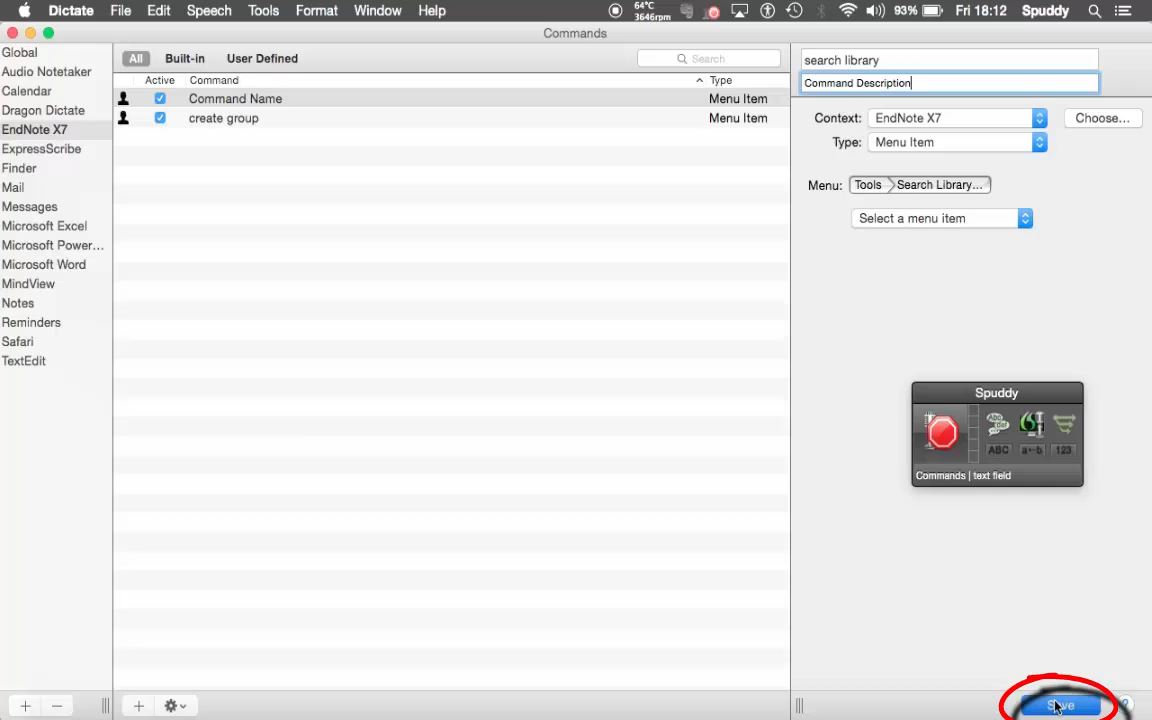 Dictate File Edit Speech Tools Format Window Help 64°C 3646rpm 93% Fri 18:12 Spuddy
Commands
Global
Audio Notetaker
Calendar
Dragon Dictate
EndNote X7
ExpressScribe
Finder
Mail
Messages
Microsoft Excel
Microsoft Power...
Microsoft Word
MindView
Notes
Reminders
Safari
TextEdit
All Built-in User Defined Search
Active Command Type
Command Name Menu Item
create group Menu Item
search library
Command Description
Context: EndNote X7 Choose...
Type: Menu Item
Menu: Tools Search Library...
Select a menu item
Spuddy
ABC 123
Commands | text field
Save